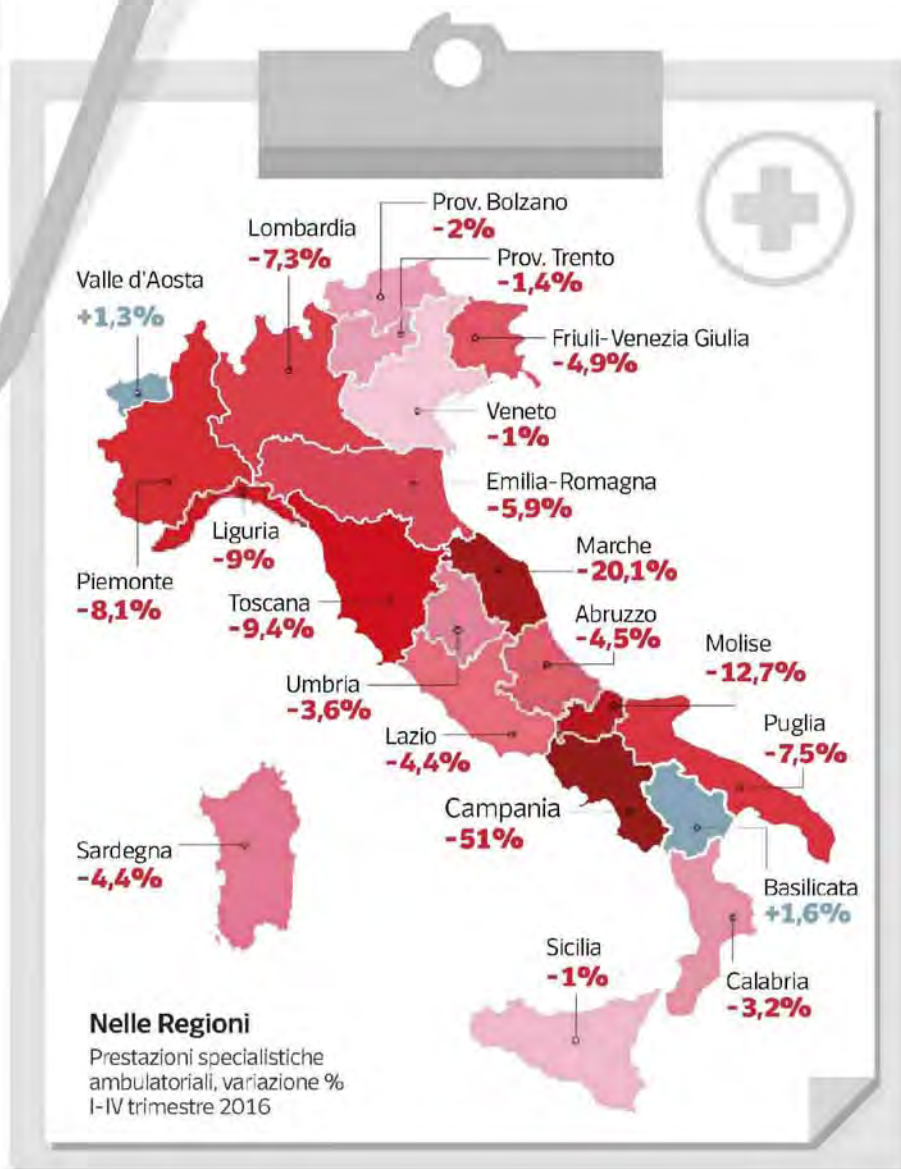 Prov. Bolzano
-2%
Lombardia
-7,3%
Prov. Trento
-1,4%
Valle d'Aosta
+1,3%
Friuli-Venezia Giulia
-4,9%
Veneto
-1%
Emilia-Romagna
-5,9%
Liguria
-9%
Marche
-20,1%
Piemonte
-8,1%
Toscana
-9,4%
Abruzzo
-4,5%
Molise
-12,7%
Umbria
-3,6%
Puglia
-7,5%
Lazio
-4,4%
Campania
-51%
Sardegna
-4,4%
Basilicata
+1,6%
Sicilia
-1%
Calabria
-3,2%
Nelle Regioni
Prestazioni specialistiche
ambulatoriali, variazione %
I-IV trimestre 2016